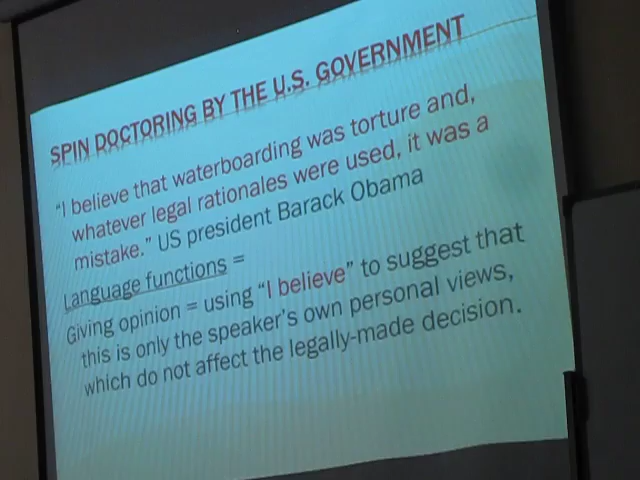 SPIN DOCTORING BY THE U.S. GOVERNMENT
"I believe that waterboarding was torture and,
whatever legal rationales were used, it was a
mistake." US president Barack Obama
Language functions =
Giving opinion = using "I believe" to suggest that
this is only the speaker's own personal views,
which do not affect the legally-made decision.